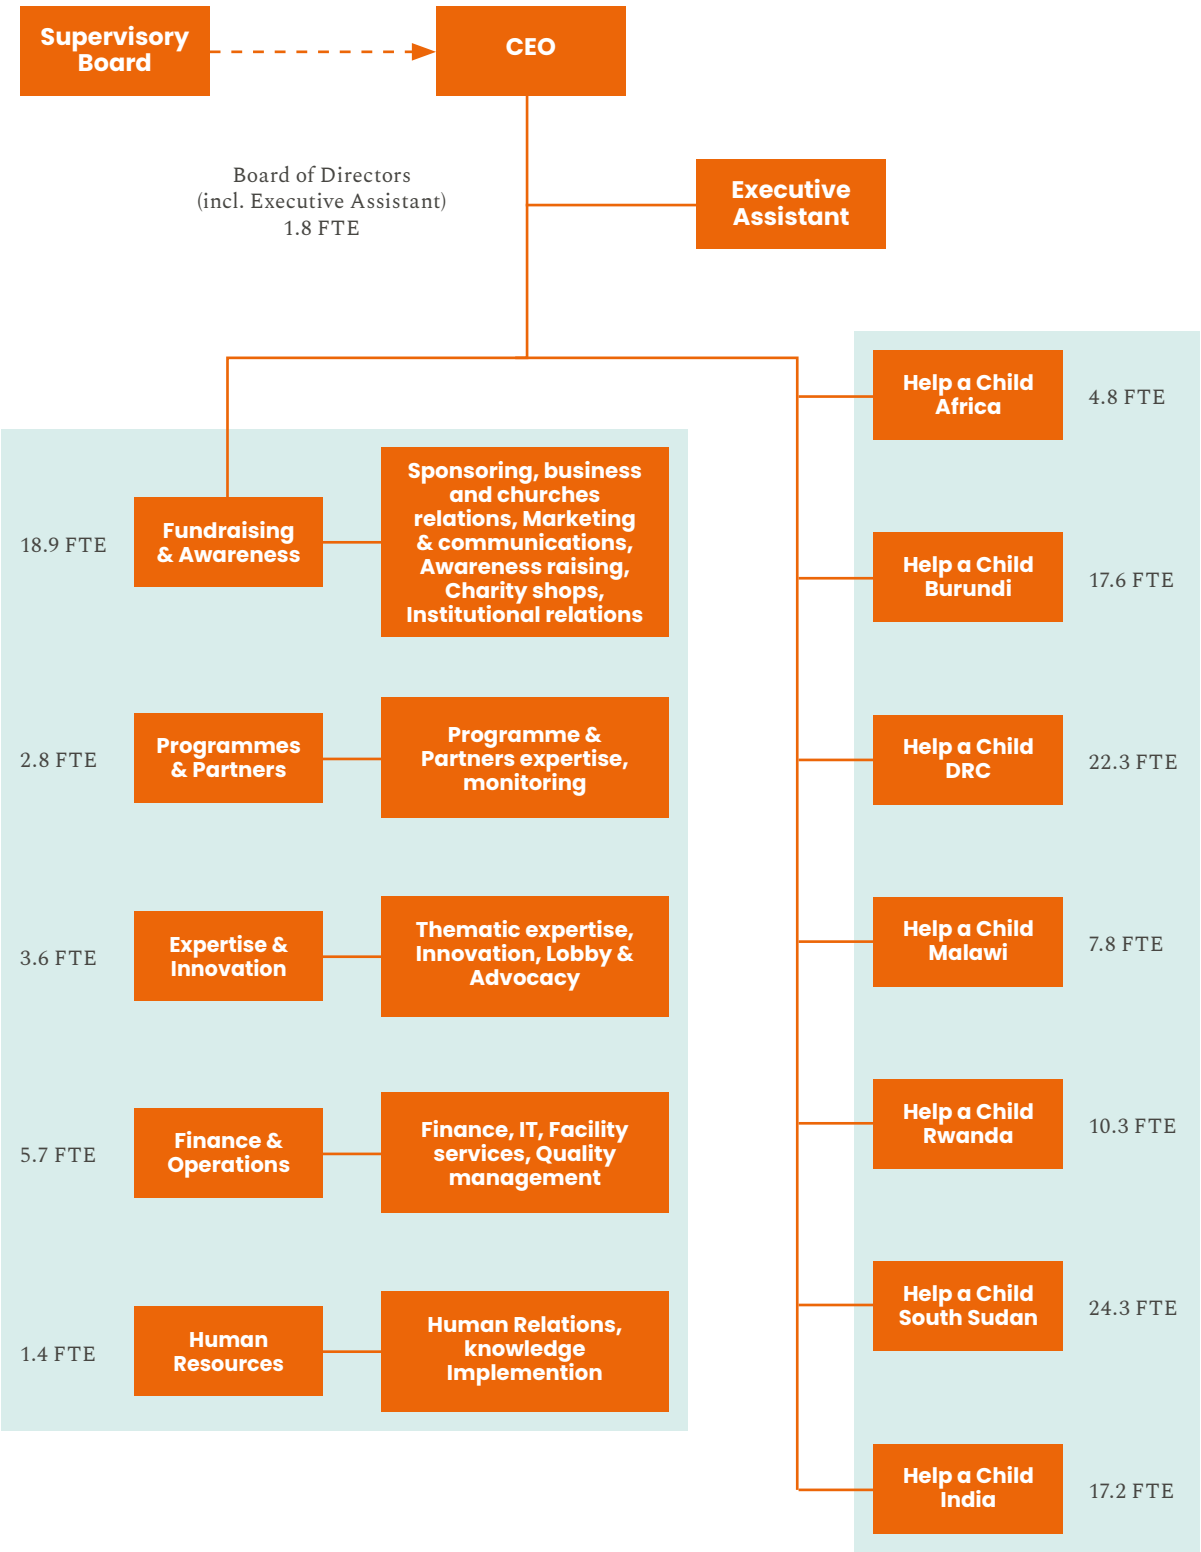 Supervisory
Board
CEO
Board of Directors
(incl. Executive Assistant)
1.8 FTE
Executive
Assistant
18.9 FTE
Fundraising
& Awareness
Sponsoring, business
and churches
relations, Marketing
& communications,
Awareness raising,
Charity shops,
Institutional relations
2.8 FTE
Programmes
& Partners
Programme &
Partners expertise,
monitoring
3.6 FTE
Expertise &
Innovation
Thematic expertise,
Innovation, Lobby &
Advocacy
5.7 FTE
Finance &
Operations
Finance, IT, Facility
services, Quality
management
1.4 FTE
Human
Resources
Human Relations,
knowledge
Implemention
Help a Child
Africa
4.8 FTE
Help a Child
Burundi
17.6 FTE
Help a Child
DRC
22.3 FTE
Help a Child
Malawi
7.8 FTE
Help a Child
Rwanda
10.3 FTE
Help a Child
South Sudan
24.3 FTE
Help a Child
India
17.2 FTE